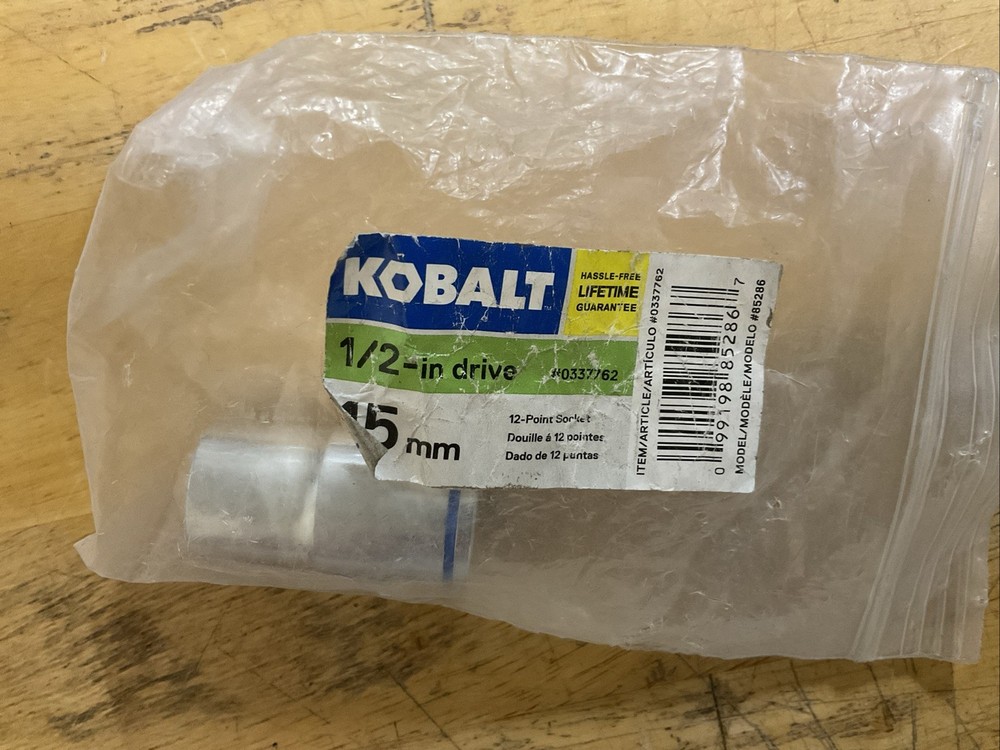 KOBALT™
HASSLE-FREE
LIFETIME
GUARANTEE
1/2-in drive #0337762
15 mm
12-Point Socket
Douille á 12 pointes
Dado de 12 puntas
ITEM/ARTICLE/ARTÍCULO #0337762
0 99198 85286 7
MODEL/MODÈLE/MODELO #85286